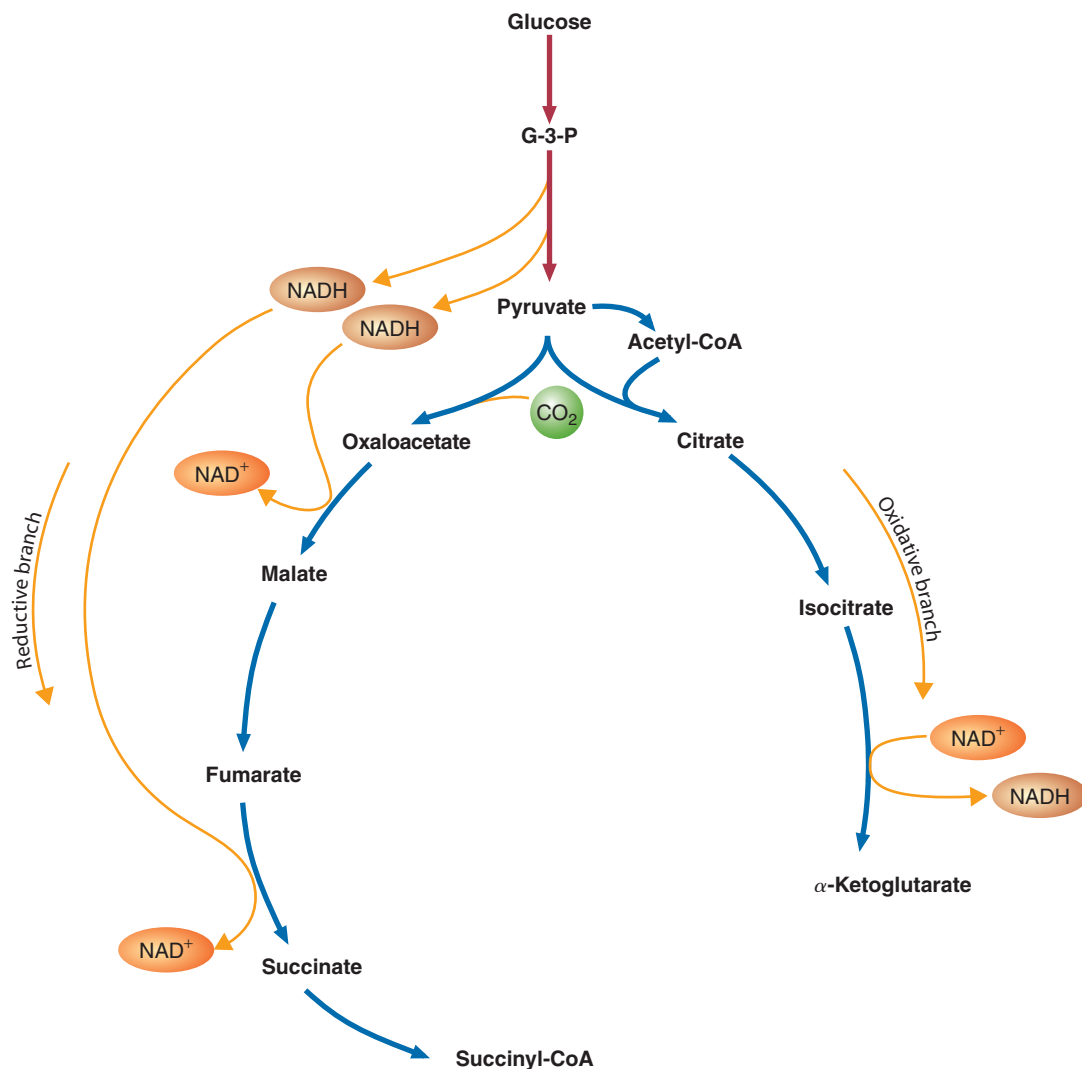 Glucose
G-3-P
NADH
NADH
Pyruvate
Acetyl-CoA
CO₂
Oxaloacetate
Citrate
NAD⁺
Reductive branch
Oxidative branch
Malate
Isocitrate
NAD⁺
Fumarate
NADH
α-Ketoglutarate
NAD⁺
Succinate
Succinyl-CoA